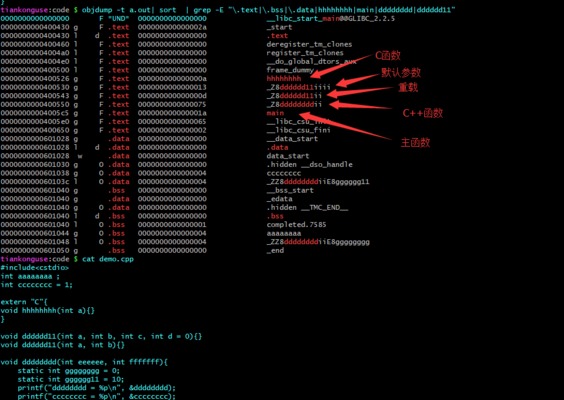 }
tiankonguse:code $ objdump -t a.out| sort | grep -E "\.text|\.bss|\.data|hhhhhhhh|main|dddddddd|dddddd11"
0000000000000000 F *UND* 0000000000000000 __libc_start_main@@GLIBC_2.2.5
0000000000400430 g F .text 000000000000002a _start
0000000000400430 l d .text 0000000000000000 .text
0000000000400460 l F .text 0000000000000000 deregister_tm_clones
00000000004004a0 l F .text 0000000000000000 register_tm_clones
00000000004004e0 l F .text 0000000000000000 __do_global_dtors_aux
0000000000400500 l F .text 0000000000000000 frame_dummy
0000000000400526 g F .text 000000000000000a hhhhhhhh
C函数
0000000000400530 g F .text 0000000000000013 _Z8dddddd11iiii
默认参数
0000000000400543 g F .text 000000000000000d _Z8dddddd11ii
重载
0000000000400550 g F .text 0000000000000075 _Z8ddddddddii
C++函数
00000000004005c5 g F .text 000000000000001a main
主函数
00000000004005e0 g F .text 0000000000000065 __libc_csu_init
0000000000400650 g F .text 0000000000000002 __libc_csu_fini
0000000000601028 g .data 0000000000000000 __data_start
0000000000601028 l d .data 0000000000000000 .data
0000000000601028 w .data 0000000000000000 data_start
0000000000601030 g O .data 0000000000000000 .hidden __dso_handle
0000000000601038 g O .data 0000000000000004 cccccccc
000000000060103c l O .data 0000000000000004 _ZZ8ddddddddiiE8gggggg11
0000000000601040 g .bss 0000000000000000 __bss_start
0000000000601040 g .data 0000000000000000 _edata
0000000000601040 g O .data 0000000000000000 .hidden __TMC_END__
0000000000601040 l d .bss 0000000000000000 .bss
0000000000601040 l O .bss 0000000000000001 completed.7585
0000000000601044 g O .bss 0000000000000004 aaaaaaaa
0000000000601048 l O .bss 0000000000000004 _ZZ8ddddddddiiE8gggggggg
0000000000601050 g .bss 0000000000000000 _end
tiankonguse:code $ cat demo.cpp
#include<cstdio>
int aaaaaaaa ;
int cccccccc = 1;
extern "C"{
void hhhhhhhh(int a){}
}
void dddddd11(int a, int b, int c, int d = 0){}
void dddddd11(int a, int b){}
void dddddddd(int eeeeee, int fffffff){
static int gggggggg = 0;
static int gggggg11 = 10;
printf("dddddddd = %p\n", &dddddddd);
printf("cccccccc = %p\n", &cccccccc);